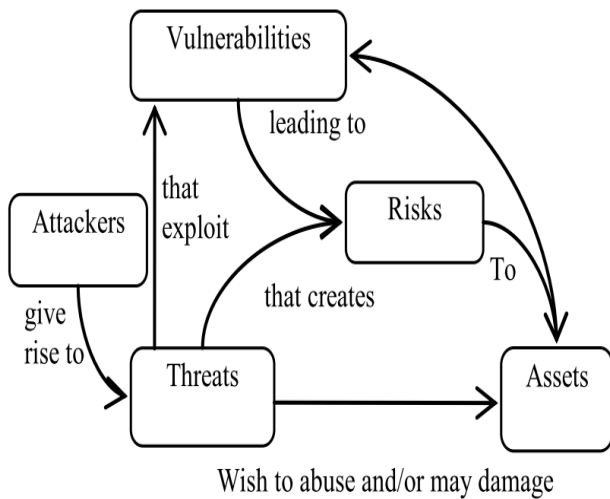 Vulnerabilities
leading to
that
exploit
Attackers
Risks
To
that creates
give
rise to
Threats
Assets
Wish to abuse and/or may damage